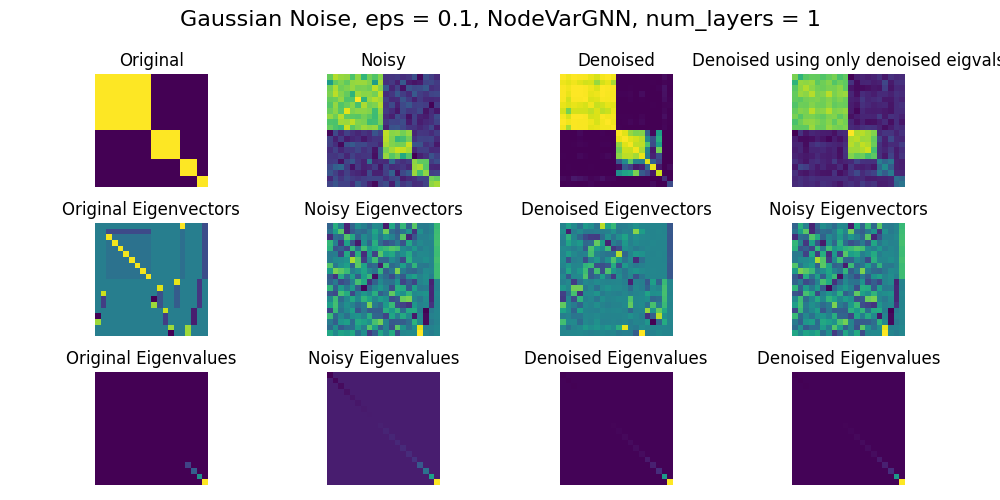 Gaussian Noise, eps = 0.1, NodeVarGNN, num_layers = 1
Original
Noisy
Denoised
Denoised using only denoised eigvals
Original Eigenvectors
Noisy Eigenvectors
Denoised Eigenvectors
Noisy Eigenvectors
Original Eigenvalues
Noisy Eigenvalues
Denoised Eigenvalues
Denoised Eigenvalues